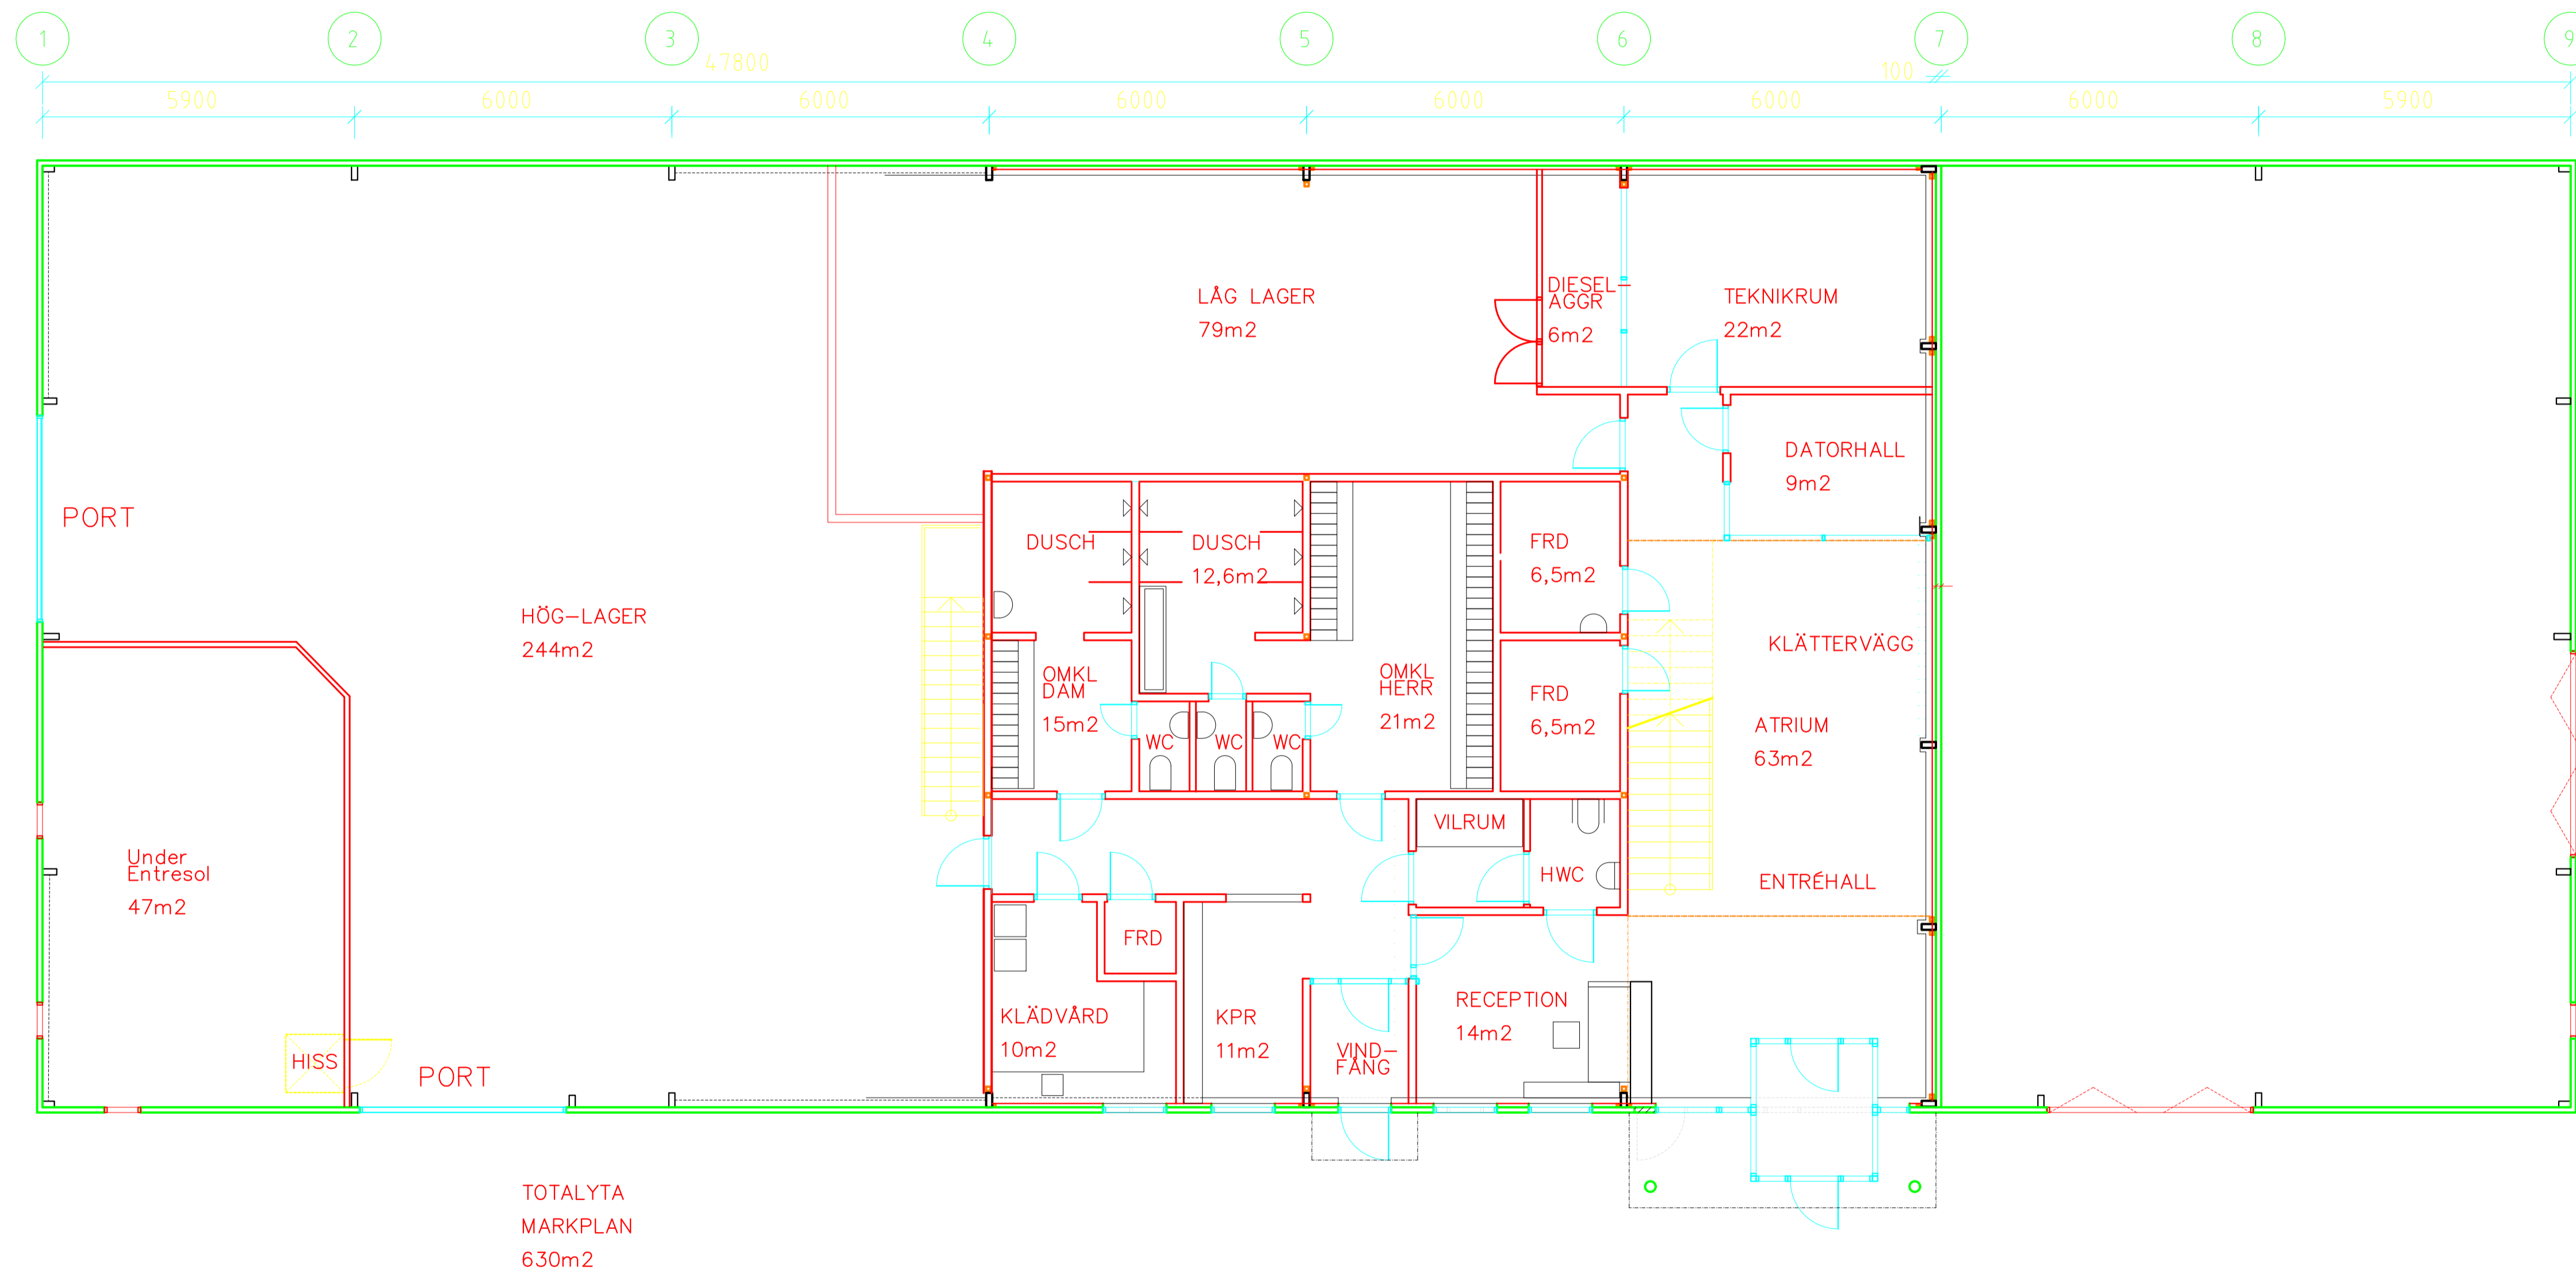 1 2 3 4 5 6 7 8 9
47800 100
5900 6000 6000 6000 6000 6000 6000 5900
LÅG LAGER
79m2
DIESEL-
AGGR
6m2
TEKNIKRUM
22m2
DATORHALL
9m2
PORT
HÖG-LAGER
244m2
DUSCH
DUSCH
12,6m2
FRD
6,5m2
KLÄTTERVÄGG
OMKL
DAM
15m2
OMKL
HERR
21m2
FRD
6,5m2
ATRIUM
63m2
WC
WC
WC
VILRUM
HWC
ENTRÉHALL
Under
Entresol
47m2
FRD
KLÄDVÅRD
10m2
KPR
11m2
VIND-
FÅNG
RECEPTION
14m2
HISS
PORT
TOTALYTA
MARKPLAN
630m2